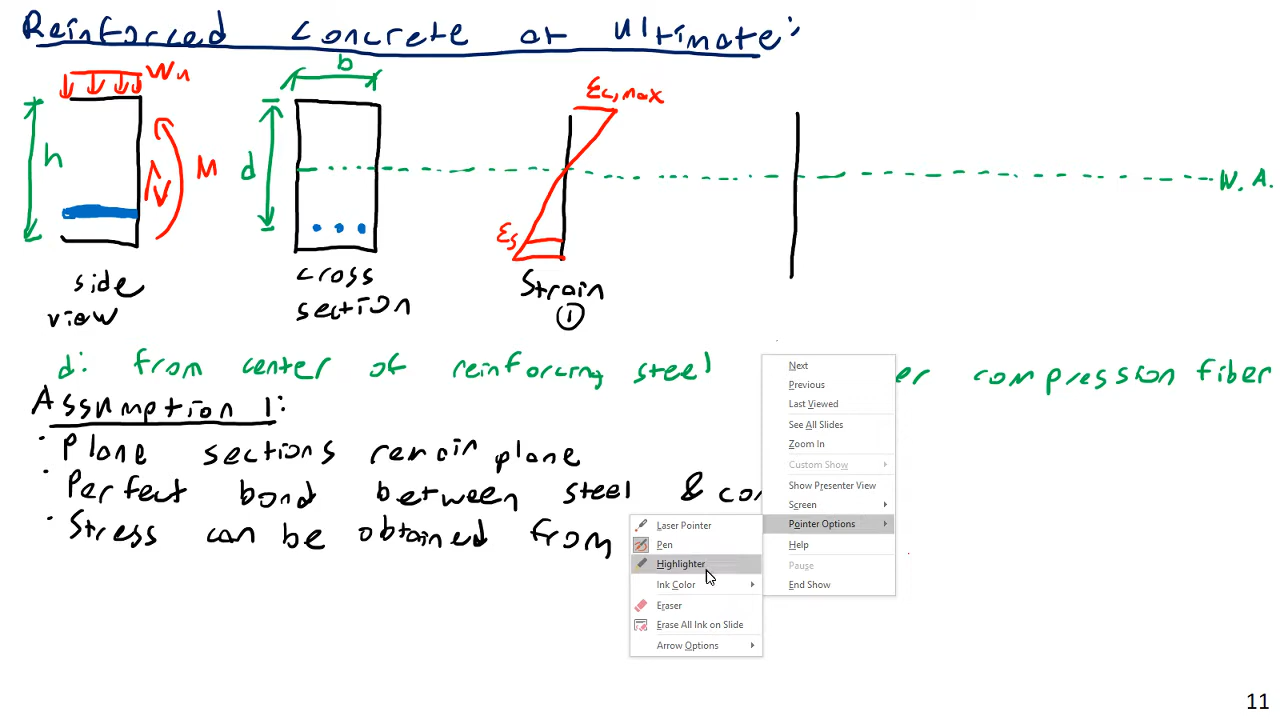 Reinforced concrete at Ultimate:
b
Wu
εc,max
h
d
V
M
N.A.
εs
side
view
cross
section
Strain
①
d: from center of reinforcing steel er compression fiber
Assumption 1:
• Plane sections remain plane
• Perfect bond between steel & co
• Stress can be obtained from
Next
Previous
Last Viewed
See All Slides
Zoom In
Custom Show
Show Presenter View
Screen
Pointer Options
Help
Pause
End Show
Laser Pointer
Pen
Highlighter
Ink Color
Eraser
Erase All Ink on Slide
Arrow Options
11